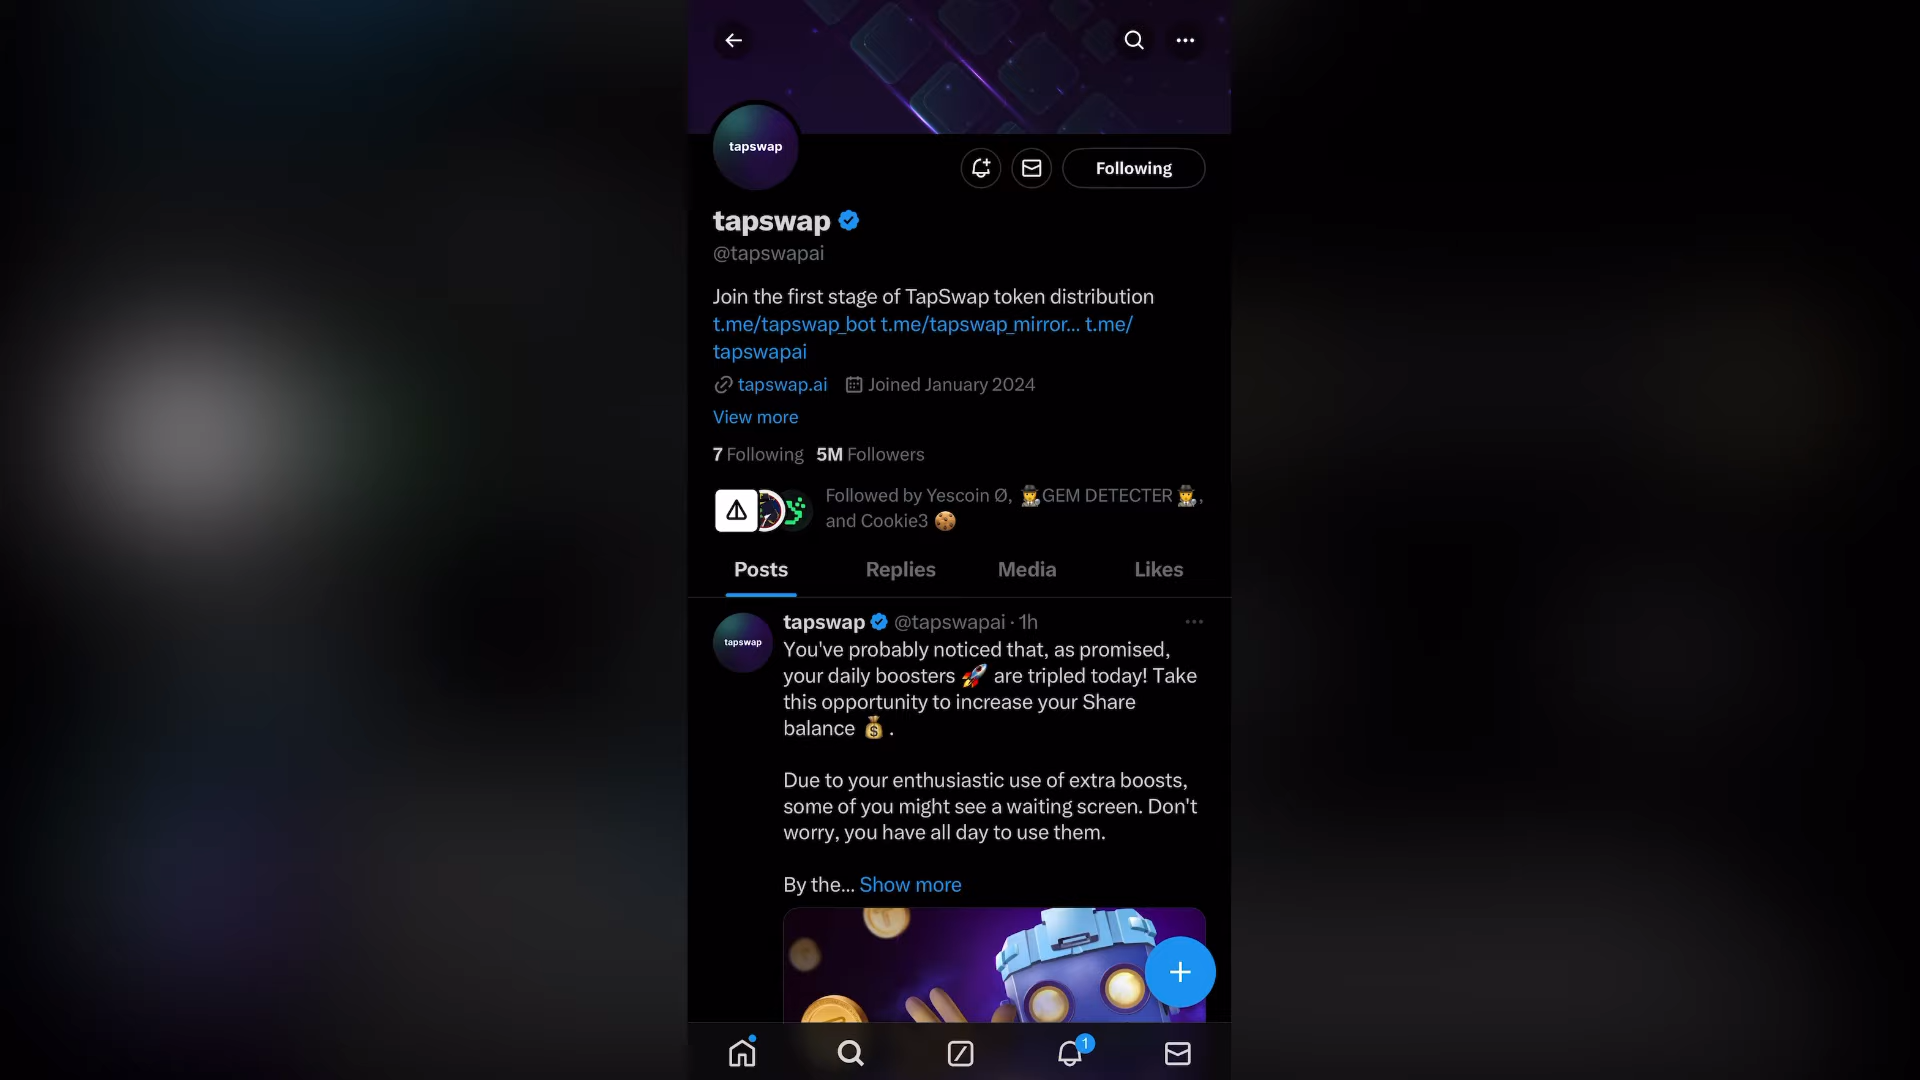 tapswap
Following
tapswap
@tapswapai
Join the first stage of TapSwap token distribution
t.me/tapswap_bot t.me/tapswap_mirror... t.me/
tapswapai
tapswap.ai Joined January 2024
View more
7 Following 5M Followers
Followed by Yescoin Ø, 🕵GEM DETECTER🕵,
and Cookie3 🍪
Posts Replies Media Likes
tapswap
tapswap @tapswapai · 1h
You've probably noticed that, as promised,
your daily boosters 🚀 are tripled today! Take
this opportunity to increase your Share
balance 💰.
Due to your enthusiastic use of extra boosts,
some of you might see a waiting screen. Don't
worry, you have all day to use them.
By the... Show more
1